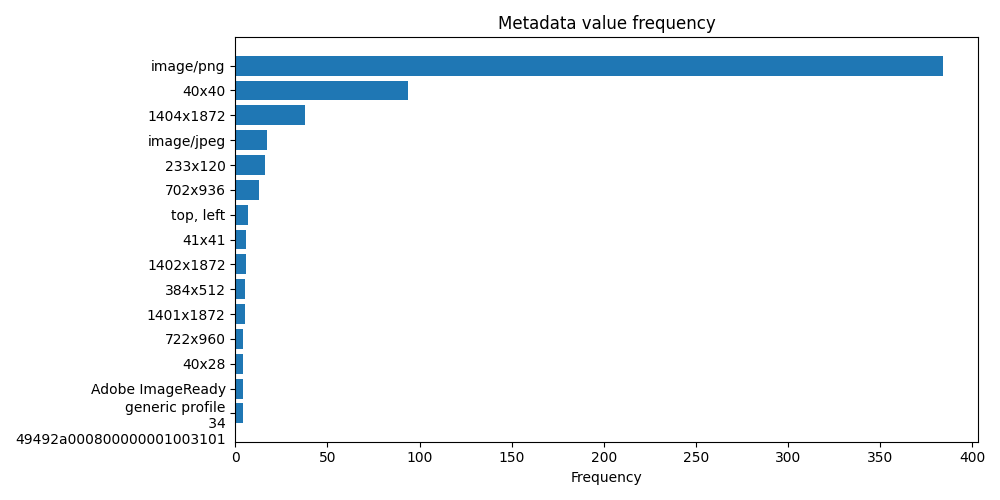 Metadata value frequency
image/png
40x40
1404x1872
image/jpeg
233x120
702x936
top, left
41x41
1402x1872
384x512
1401x1872
722x960
40x28
Adobe ImageReady
generic profile
34
49492a000800000001003101
0 50 100 150 200 250 300 350 400
Frequency